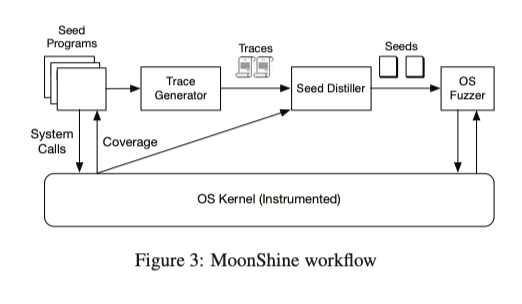 Seed
Programs
Traces
Seeds
Trace
Generator
Seed Distiller
OS
Fuzzer
System
Calls
Coverage
OS Kernel (Instrumented)
Figure 3: MoonShine workflow